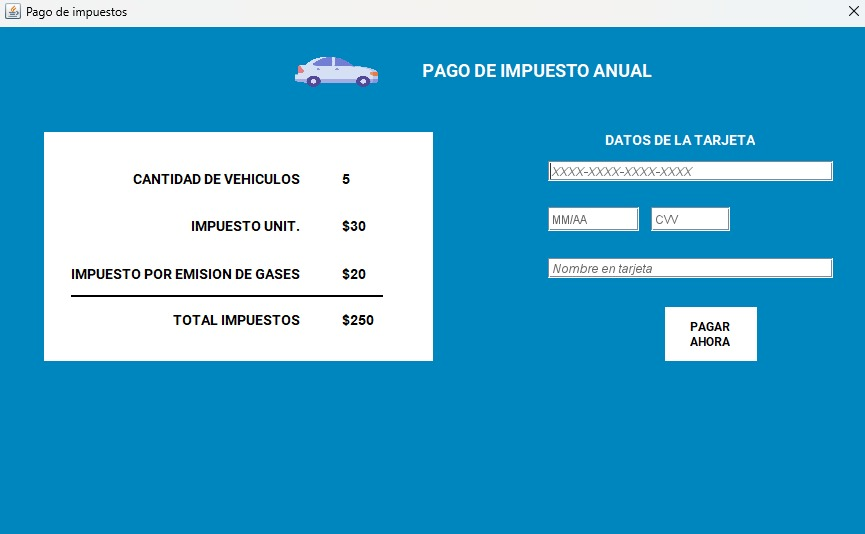 Pago de impuestos
PAGO DE IMPUESTO ANUAL
CANTIDAD DE VEHICULOS 5
IMPUESTO UNIT. $30
IMPUESTO POR EMISION DE GASES $20
TOTAL IMPUESTOS $250
DATOS DE LA TARJETA
XXXX-XXXX-XXXX-XXXX
MM/AA CVV
Nombre en tarjeta
PAGAR
AHORA